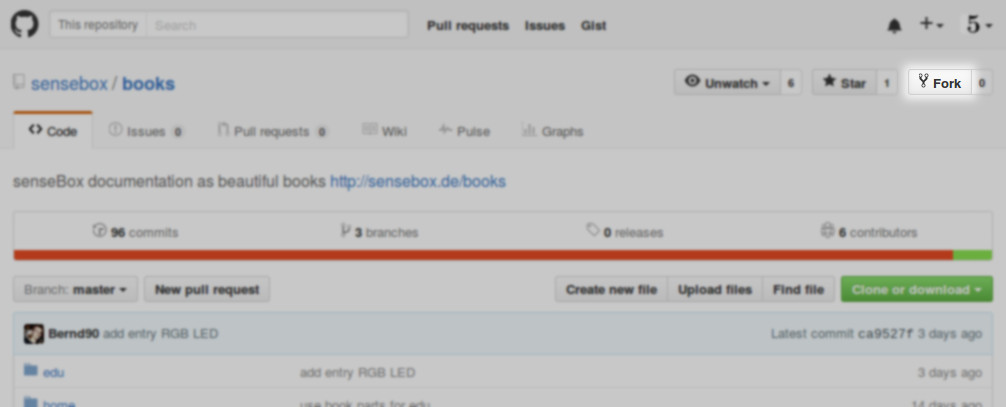 This repository Search Pull requests Issues Gist 5
sensebox / books Unwatch 6 Star 1 Fork 0
Code Issues 0 Pull requests 0 Wiki Pulse Graphs
senseBox documentation as beautiful books http://sensebox.de/books
96 commits 3 branches 0 releases 6 contributors
Branch: master New pull request Create new file Upload files Find file Clone or download
Bernd90 add entry RGB LED Latest commit ca9527f 3 days ago
edu add entry RGB LED 3 days ago
home use book parts for edu 14 days ago